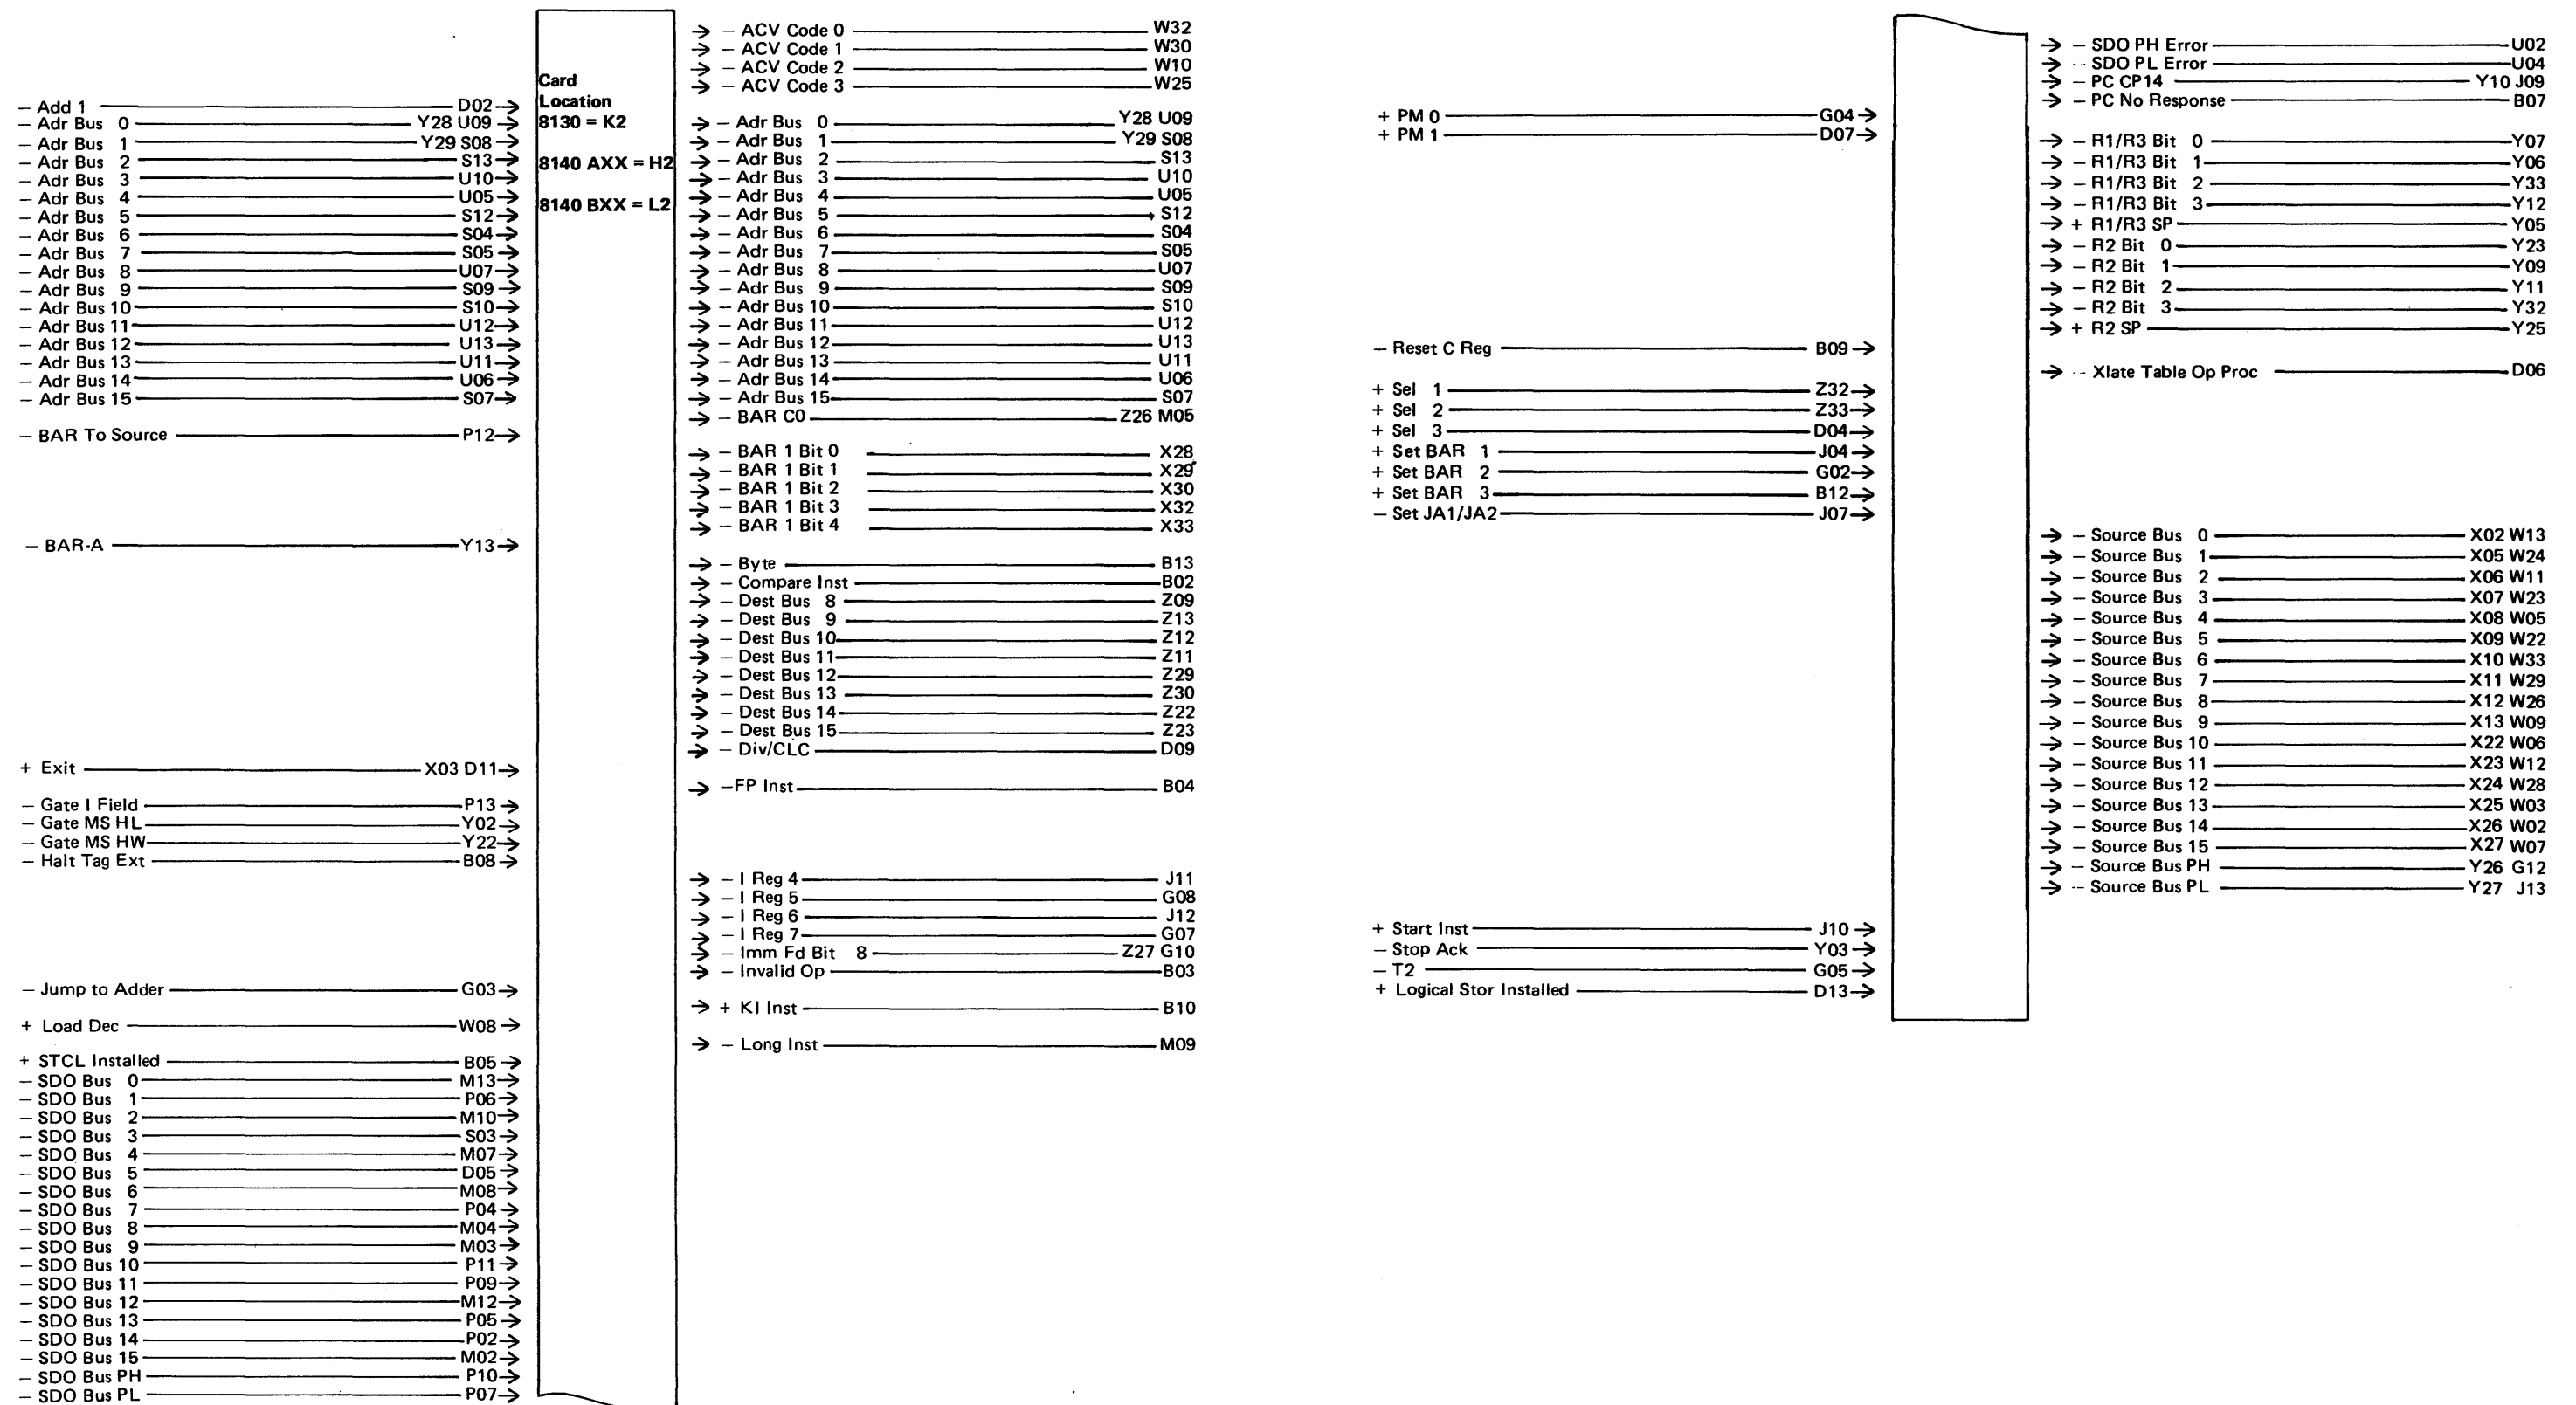 — Add 1 D02
— Adr Bus 0 Y28 U09
— Adr Bus 1 Y29 S08
— Adr Bus 2 S13
— Adr Bus 3 U10
— Adr Bus 4 U05
— Adr Bus 5 S12
— Adr Bus 6 S04
— Adr Bus 7 S05
— Adr Bus 8 U07
— Adr Bus 9 S09
— Adr Bus 10 S10
— Adr Bus 11 U12
— Adr Bus 12 U13
— Adr Bus 13 U11
— Adr Bus 14 U06
— Adr Bus 15 S07
— BAR To Source P12
— BAR-A Y13
+ Exit X03 D11
— Gate I Field P13
— Gate MS HL Y02
— Gate MS HW Y22
— Halt Tag Ext B08
— Jump to Adder G03
+ Load Dec W08
+ STCL Installed B05
— SDO Bus 0 M13
— SDO Bus 1 P06
— SDO Bus 2 M10
— SDO Bus 3 S03
— SDO Bus 4 M07
— SDO Bus 5 D05
— SDO Bus 6 M08
— SDO Bus 7 P04
— SDO Bus 8 M04
— SDO Bus 9 M03
— SDO Bus 10 P11
— SDO Bus 11 P09
— SDO Bus 12 M12
— SDO Bus 13 P05
— SDO Bus 14 P02
— SDO Bus 15 M02
— SDO Bus PH P10
— SDO Bus PL P07
Card
Location
8130 = K2
8140 AXX = H2
8140 BXX = L2
— ACV Code 0 W32
— ACV Code 1 W30
— ACV Code 2 W10
— ACV Code 3 W25
— Adr Bus 0 Y28 U09
— Adr Bus 1 Y29 S08
— Adr Bus 2 S13
— Adr Bus 3 U10
— Adr Bus 4 U05
— Adr Bus 5 S12
— Adr Bus 6 S04
— Adr Bus 7 S05
— Adr Bus 8 U07
— Adr Bus 9 S09
— Adr Bus 10 S10
— Adr Bus 11 U12
— Adr Bus 12 U13
— Adr Bus 13 U11
— Adr Bus 14 U06
— Adr Bus 15 S07
— BAR C0 Z26 M05
— BAR 1 Bit 0 X28
— BAR 1 Bit 1 X29
— BAR 1 Bit 2 X30
— BAR 1 Bit 3 X32
— BAR 1 Bit 4 X33
— Byte B13
— Compare Inst B02
— Dest Bus 8 Z09
— Dest Bus 9 Z13
— Dest Bus 10 Z12
— Dest Bus 11 Z11
— Dest Bus 12 Z29
— Dest Bus 13 Z30
— Dest Bus 14 Z22
— Dest Bus 15 Z23
— Div/CLC D09
—FP Inst B04
— I Reg 4 J11
— I Reg 5 G08
— I Reg 6 J12
— I Reg 7 G07
— Imm Fd Bit 8 Z27 G10
— Invalid Op B03
+ KI Inst B10
— Long Inst M09
+ PM 0 G04
+ PM 1 D07
— Reset C Reg B09
+ Sel 1 Z32
+ Sel 2 Z33
+ Sel 3 D04
+ Set BAR 1 J04
+ Set BAR 2 G02
+ Set BAR 3 B12
— Set JA1/JA2 J07
+ Start Inst J10
— Stop Ack Y03
— T2 G05
+ Logical Stor Installed D13
— SDO PH Error U02
— SDO PL Error U04
— PC CP14 Y10 J09
— PC No Response B07
— R1/R3 Bit 0 Y07
— R1/R3 Bit 1 Y06
— R1/R3 Bit 2 Y33
— R1/R3 Bit 3 Y12
+ R1/R3 SP Y05
— R2 Bit 0 Y23
— R2 Bit 1 Y09
— R2 Bit 2 Y11
— R2 Bit 3 Y32
+ R2 SP Y25
— Xlate Table Op Proc D06
— Source Bus 0 X02 W13
— Source Bus 1 X05 W24
— Source Bus 2 X06 W11
— Source Bus 3 X07 W23
— Source Bus 4 X08 W05
— Source Bus 5 X09 W22
— Source Bus 6 X10 W33
— Source Bus 7 X11 W29
— Source Bus 8 X12 W26
— Source Bus 9 X13 W09
— Source Bus 10 X22 W06
— Source Bus 11 X23 W12
— Source Bus 12 X24 W28
— Source Bus 13 X25 W03
— Source Bus 14 X26 W02
— Source Bus 15 X27 W07
— Source Bus PH Y26 G12
— Source Bus PL Y27 J13